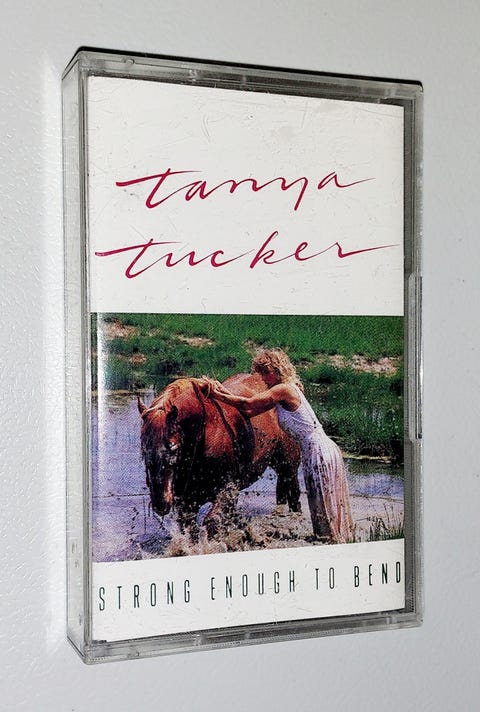 tanya
tucker
STRONG ENOUGH TO BEND